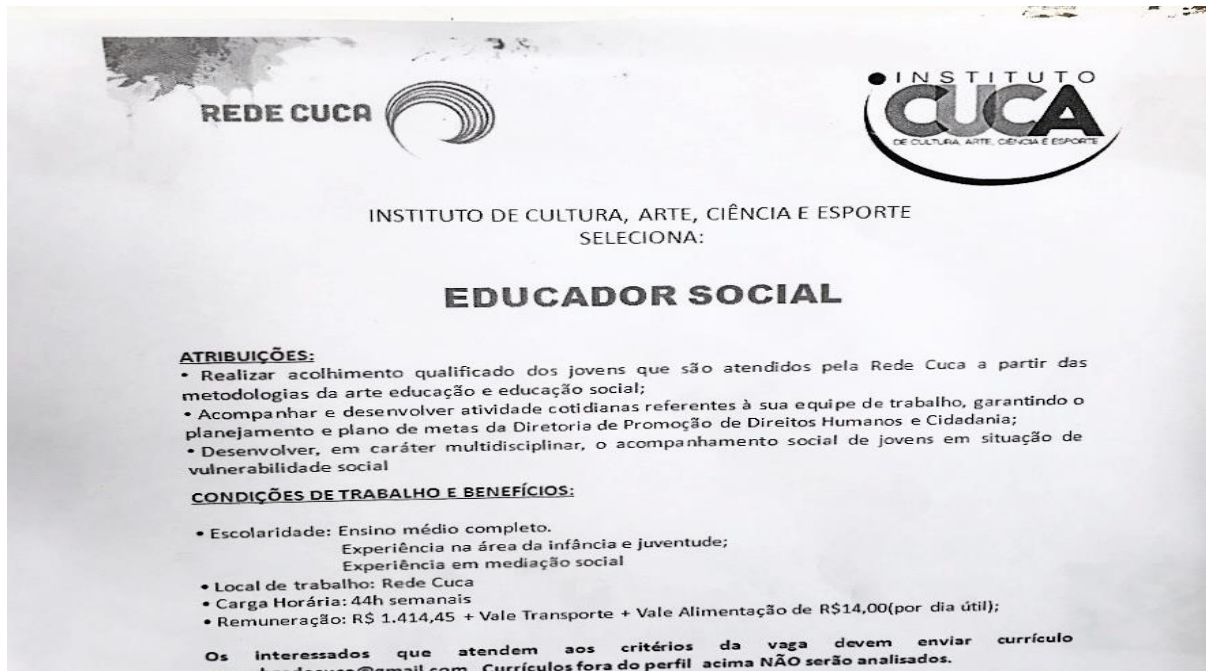 REDE CUCA
INSTITUTO
CUCA
DE CULTURA, ARTE, CIÊNCIA E ESPORTE
INSTITUTO DE CULTURA, ARTE, CIÊNCIA E ESPORTE
SELECIONA:
EDUCADOR SOCIAL
ATRIBUIÇÕES:
• Realizar acolhimento qualificado dos jovens que são atendidos pela Rede Cuca a partir das
metodologias da arte educação e educação social;
• Acompanhar e desenvolver atividade cotidianas referentes à sua equipe de trabalho, garantindo o
planejamento e plano de metas da Diretoria de Promoção de Direitos Humanos e Cidadania;
• Desenvolver, em caráter multidisciplinar, o acompanhamento social de jovens em situação de
vulnerabilidade social
CONDIÇÕES DE TRABALHO E BENEFÍCIOS:
• Escolaridade: Ensino médio completo.
Experiência na área da infância e juventude;
Experiência em mediação social
• Local de trabalho: Rede Cuca
• Carga Horária: 44h semanais
• Remuneração: R$ 1.414,45 + Vale Transporte + Vale Alimentação de R$14,00(por dia útil);
Os interessados que atendem aos critérios da vaga devem enviar currículo
Currículos fora do perfil acima NÃO serão analisados.